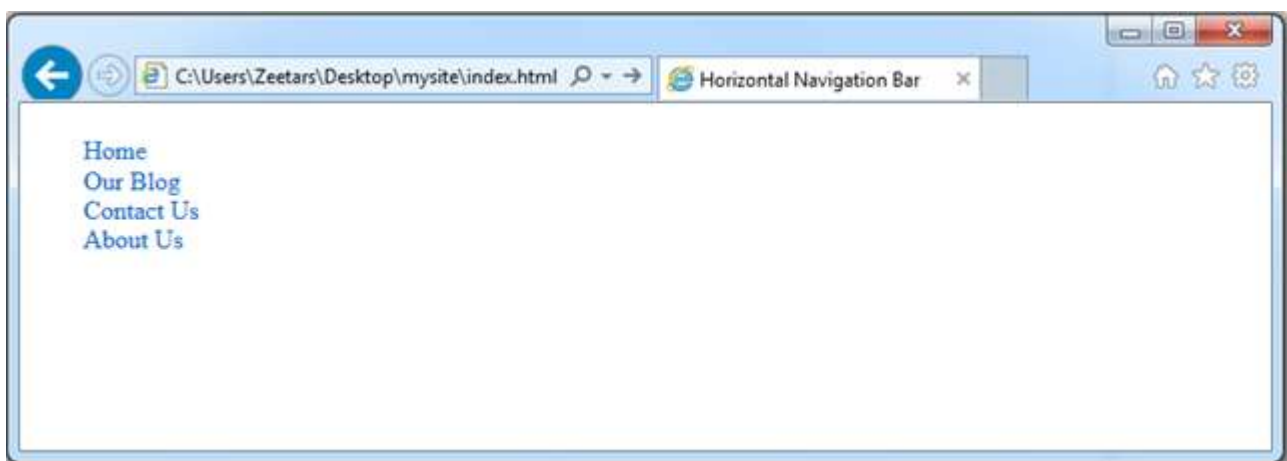 C:\Users\Zeetars\Desktop\mysite\index.html
Horizontal Navigation Bar
Home
Our Blog
Contact Us
About Us